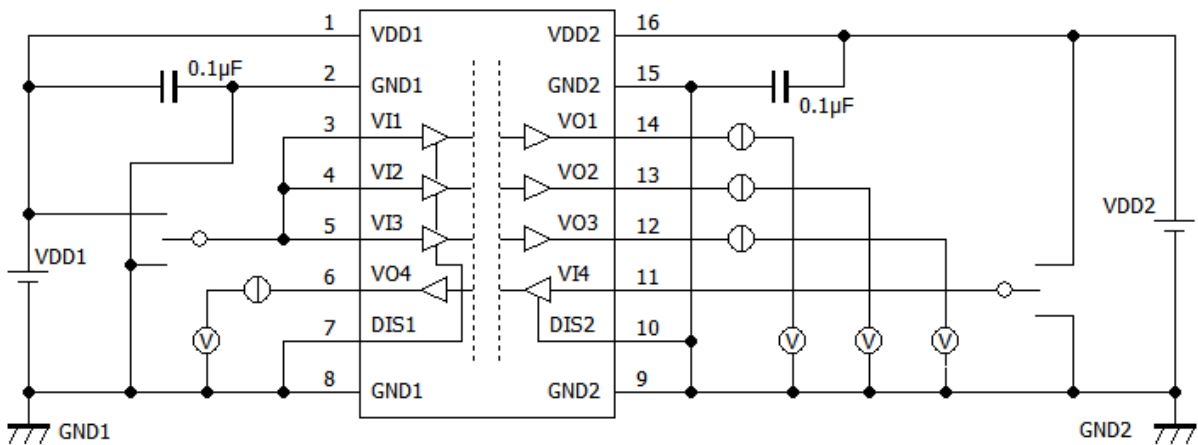 1 VDD1 VDD2 16
0.1µF 2 GND1 GND2 15 0.1µF
3 VI1 VO1 14
4 VI2 VO2 13
5 VI3 VO3 12
VDD1 VDD2
6 VO4 VI4 11
V 7 DIS1 DIS2 10 V V V
8 GND1 GND2 9
GND1 GND2